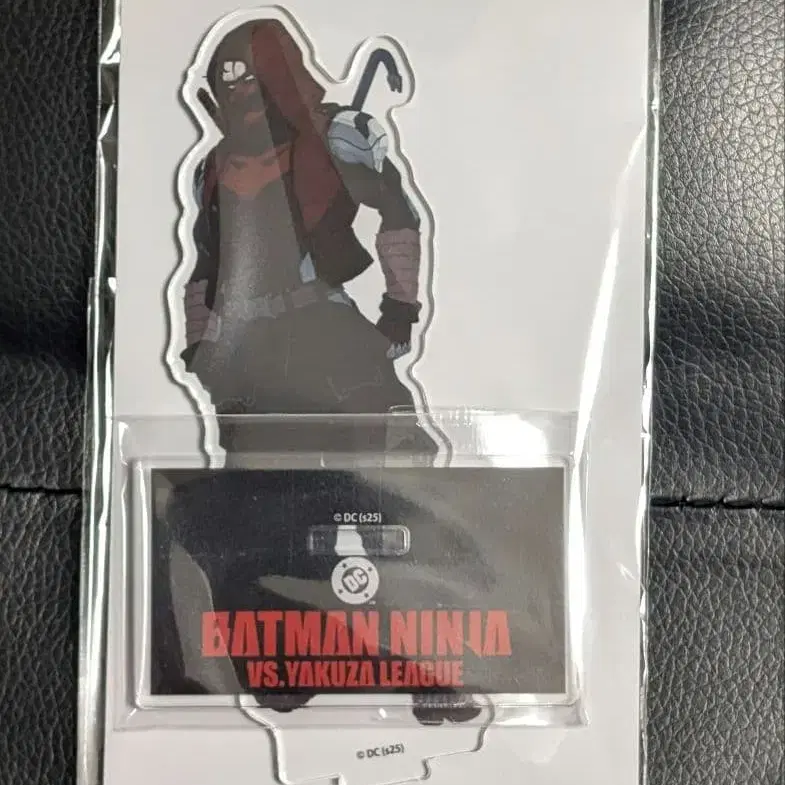 © DC (s25)
DC
BATMAN NINJA
VS. YAKUZA LEAGUE
© DC (s25)